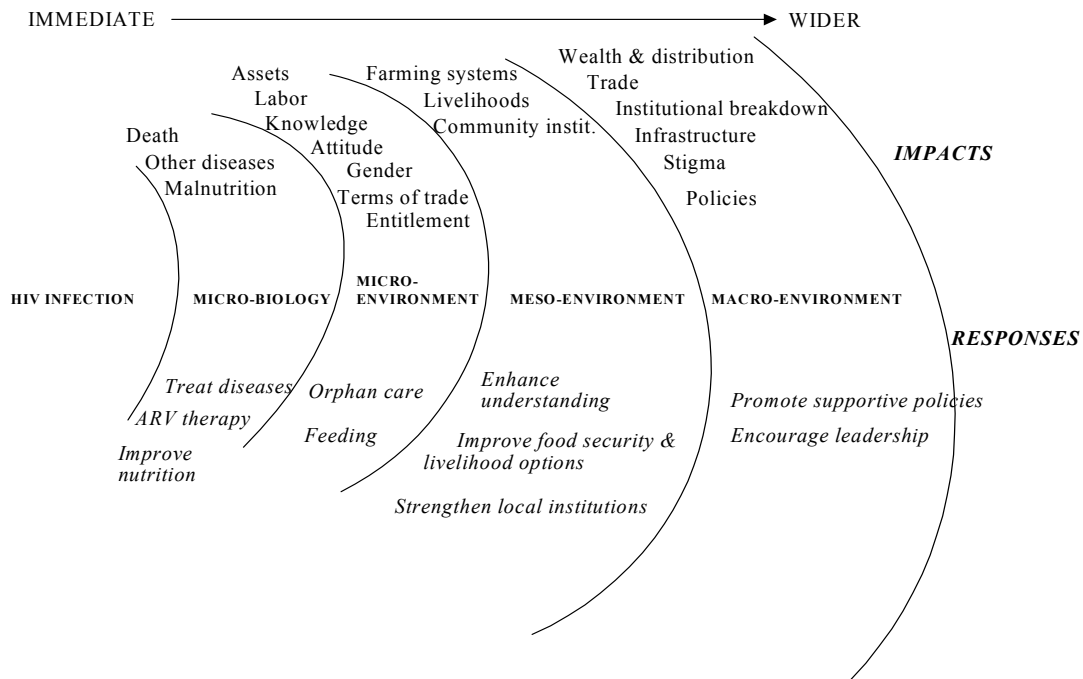 IMMEDIATE
WIDER
Wealth & distribution
Trade
Institutional breakdown
Infrastructure
Stigma
Policies
Farming systems
Livelihoods
Community instit.
Assets
Labor
Knowledge
Attitude
Gender
Terms of trade
Entitlement
Death
Other diseases
Malnutrition
IMPACTS
HIV INFECTION
MICRO-BIOLOGY
MICRO-
ENVIRONMENT
MESO-ENVIRONMENT
MACRO-ENVIRONMENT
RESPONSES
Treat diseases
ARV therapy
Improve
nutrition
Orphan care
Feeding
Enhance
understanding
Improve food security &
livelihood options
Strengthen local institutions
Promote supportive policies
Encourage leadership